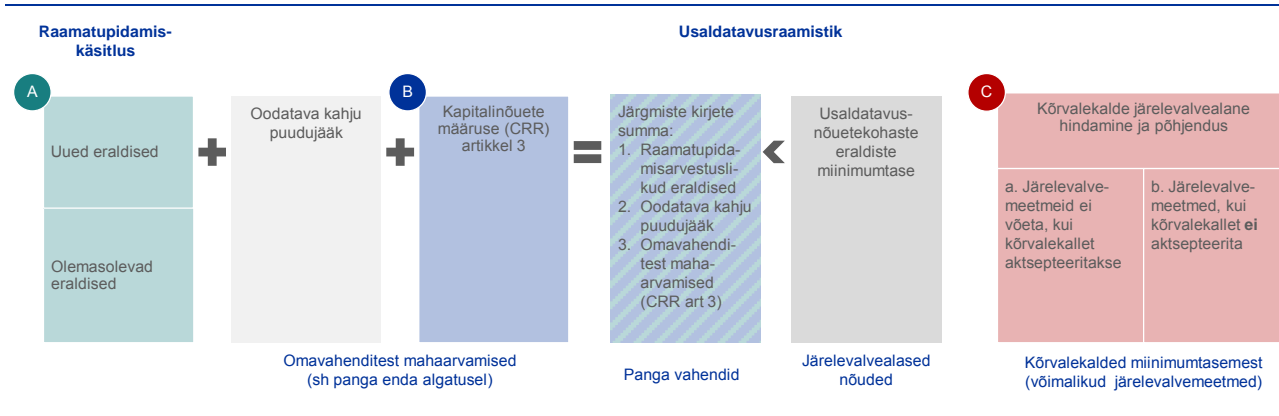 Raamatupidamis-
käsitlus
Usaldatavusraamistik
A
Uued eraldised
Olemasolevad
eraldised
Oodatava kahju
puudujääk
B
Kapitalinõuete
määruse (CRR)
artikkel 3
Järgmiste kirjete
summa:
1. Raamatupida-
misarvestusli-
kud eraldised
2. Oodatava kahju
puudujääk
3. Omavahendi-
test maha-
arvamised
(CRR art 3)
Usaldatavus-
nõuetekohaste
eraldiste
miinimumtase
C
Kõrvalekalde järelevalvealane
hindamine ja põhjendus
a. Järelevalve-
meetmeid ei
võeta, kui
kõrvalekallet
aktsepteeritakse
b. Järelevalve-
meetmed, kui
kõrvalekallet ei
aktsepteerita
Omavahenditest mahaarvamised
(sh panga enda algatusel)
Panga vahendid
Järelevalvealased
nõuded
Kõrvalekalded miinimumtasemest
(võimalikud järelevalvemeetmed)